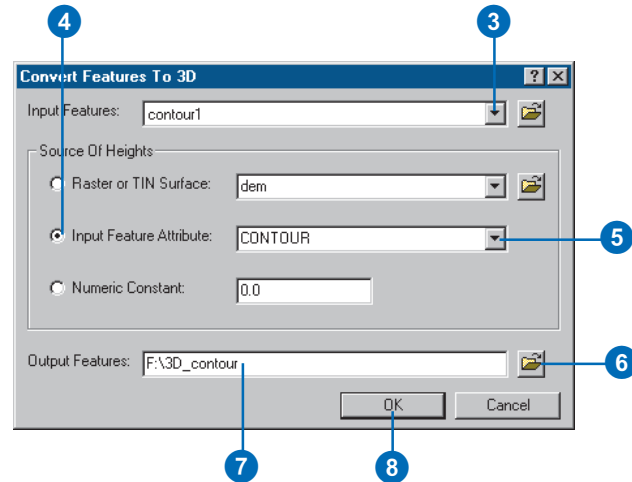 4
3
Convert Features To 3D
Input Features: contour1
Source Of Heights
Raster or TIN Surface: dem
Input Feature Attribute: CONTOUR
5
Numeric Constant: 0.0
Output Features: F:\3D_contour
6
OK Cancel
7
8